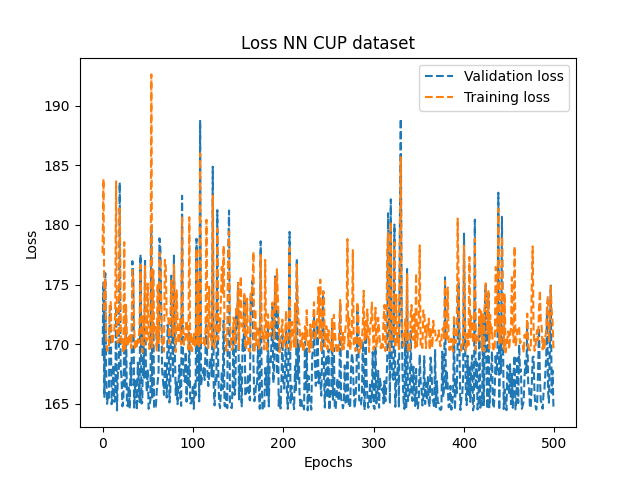 Loss NN CUP dataset
Validation loss
Training loss
190
185
180
175
170
165
Loss
0 100 200 300 400 500
Epochs